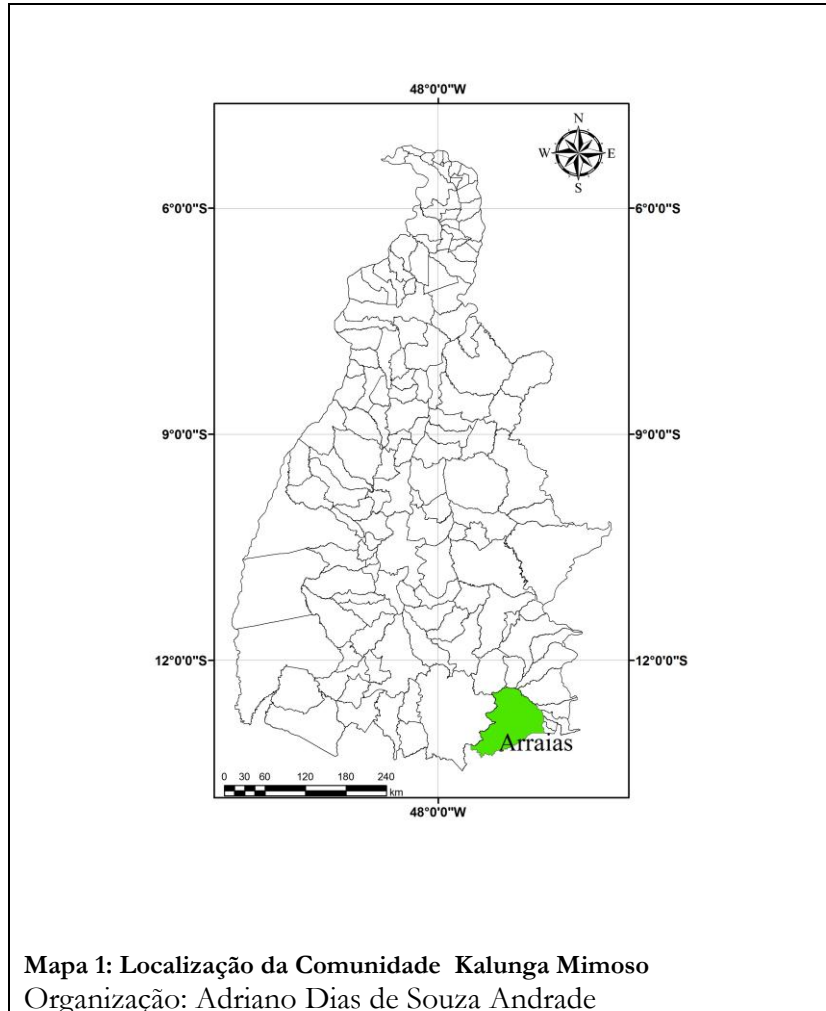 48°0'0"W
N
W E
S
6°0'0"S 6°0'0"S
9°0'0"S 9°0'0"S
12°0'0"S 12°0'0"S
Arraias
0 30 60 120 180 240
km
48°0'0"W
Mapa 1: Localização da Comunidade Kalunga Mimoso
Organização: Adriano Dias de Souza Andrade